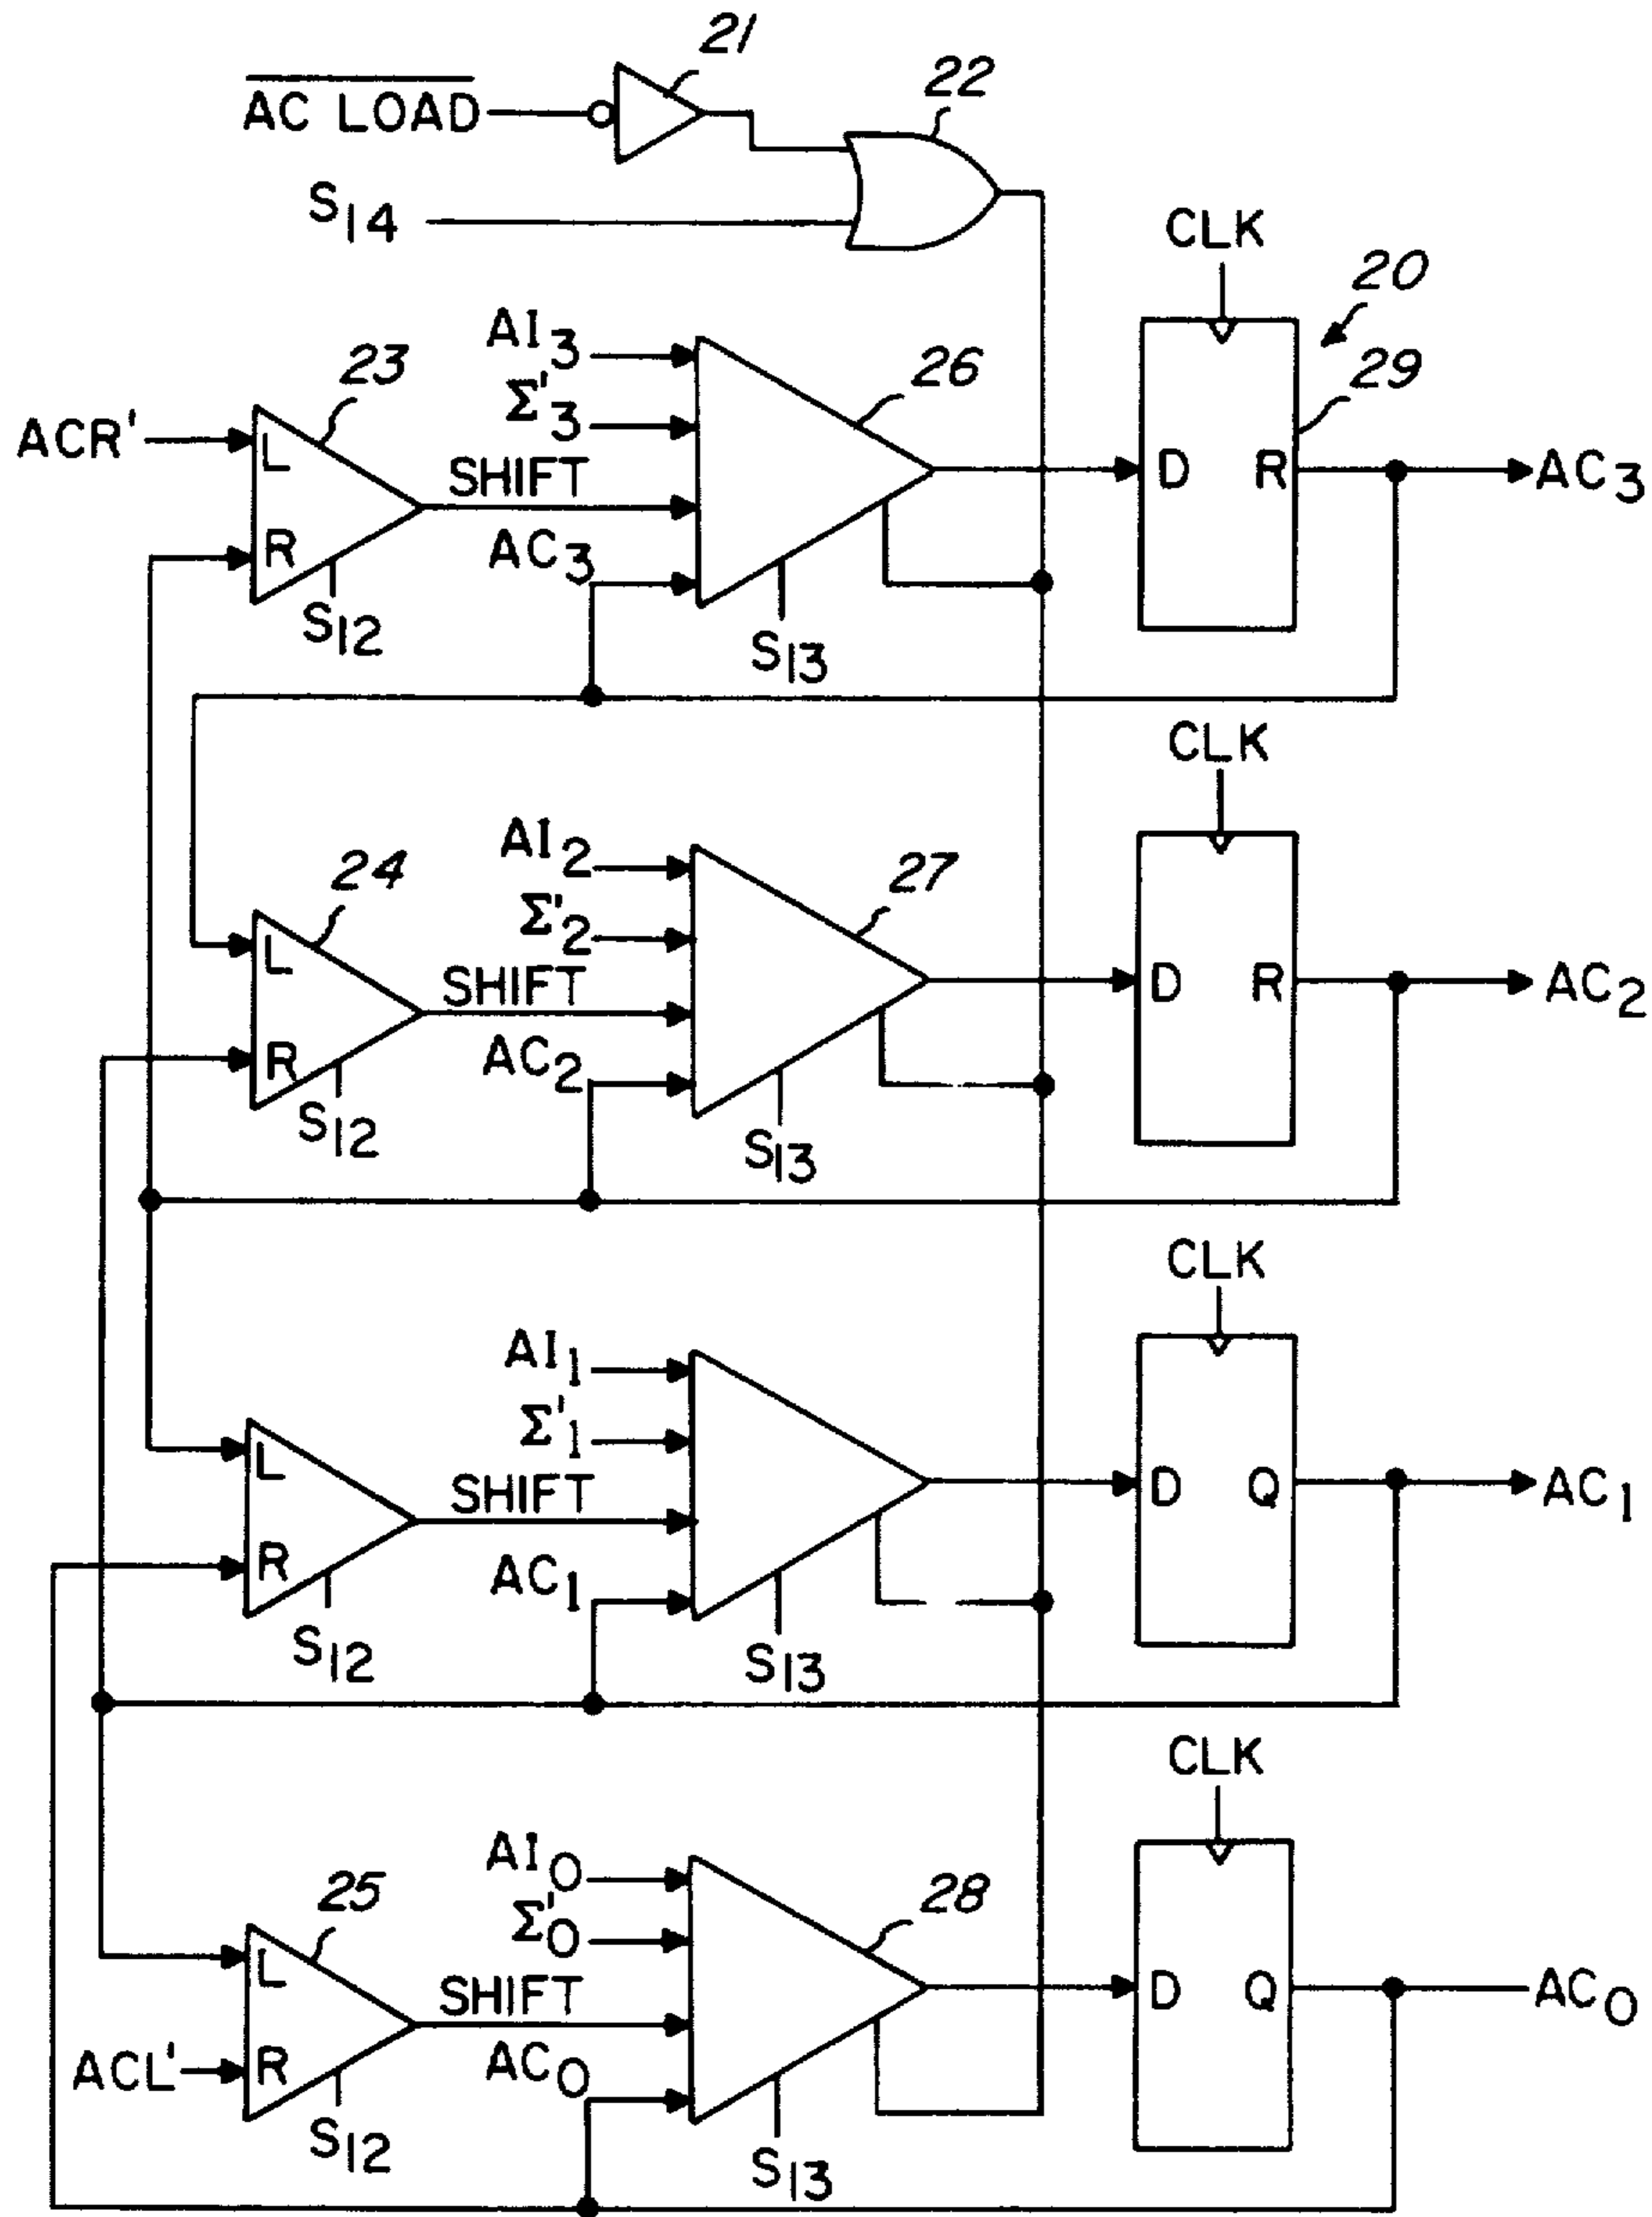 21
AC LOAD
22
S14
CLK
20
AI3
23
26
29
Σ'3
ACR'
L
SHIFT
D R
AC3
R
AC3
S12
S13
CLK
AI2
24
27
Σ'2
L
SHIFT
D R
AC2
R
AC2
S12
S13
CLK
AI1
Σ'1
L
SHIFT
D Q
AC1
R
AC1
S12
S13
CLK
AI0
25
28
Σ'0
L
SHIFT
D Q
AC0
ACL'
R
AC0
S12
S13